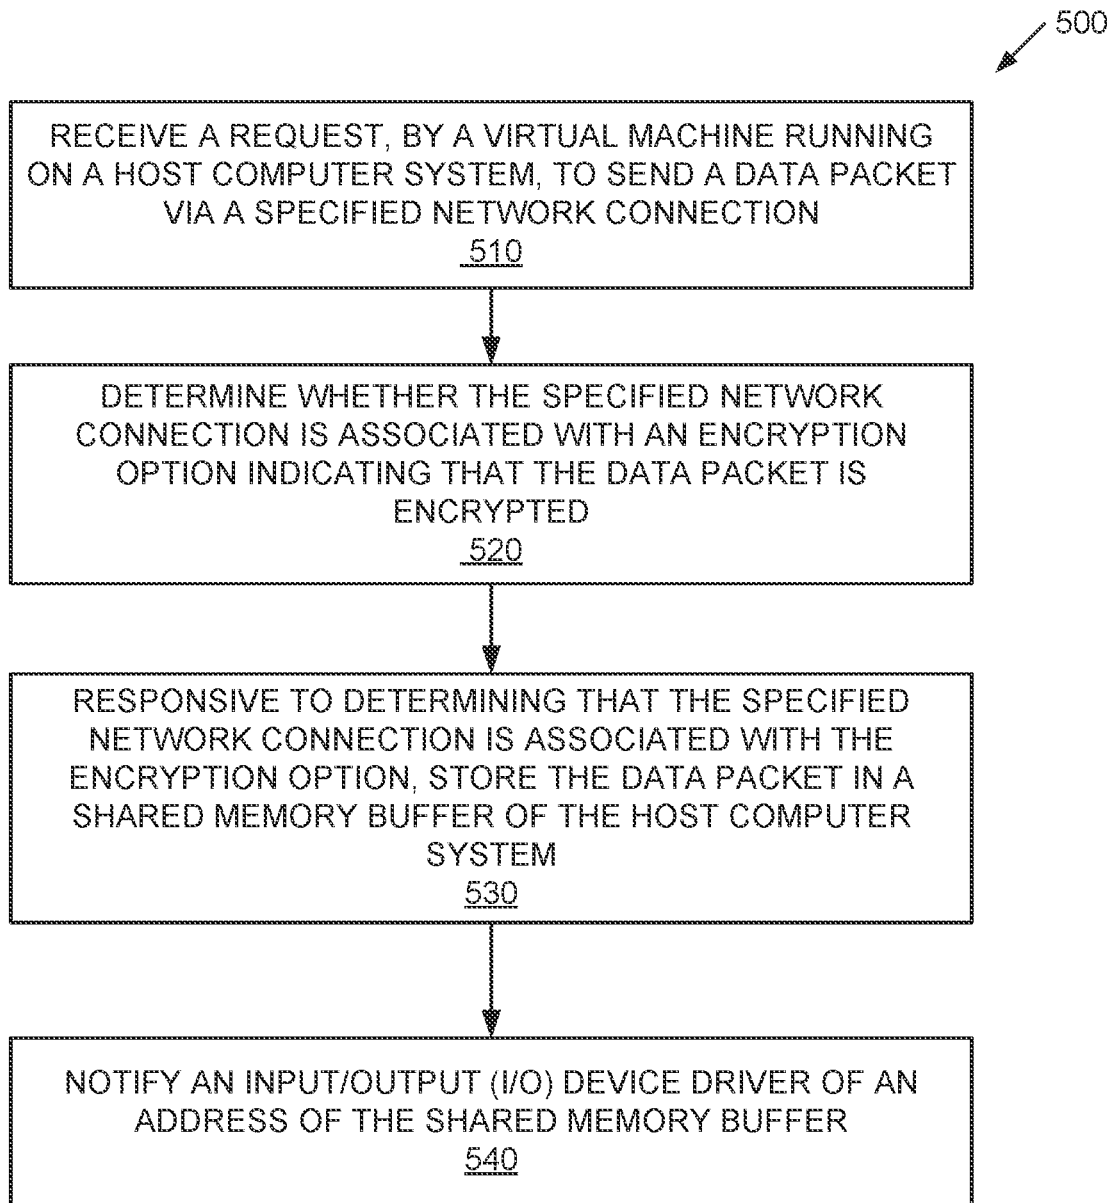 500
RECEIVE A REQUEST, BY A VIRTUAL MACHINE RUNNING
ON A HOST COMPUTER SYSTEM, TO SEND A DATA PACKET
VIA A SPECIFIED NETWORK CONNECTION
510
DETERMINE WHETHER THE SPECIFIED NETWORK
CONNECTION IS ASSOCIATED WITH AN ENCRYPTION
OPTION INDICATING THAT THE DATA PACKET IS
ENCRYPTED
520
RESPONSIVE TO DETERMINING THAT THE SPECIFIED
NETWORK CONNECTION IS ASSOCIATED WITH THE
ENCRYPTION OPTION, STORE THE DATA PACKET IN A
SHARED MEMORY BUFFER OF THE HOST COMPUTER
SYSTEM
530
NOTIFY AN INPUT/OUTPUT (I/O) DEVICE DRIVER OF AN
ADDRESS OF THE SHARED MEMORY BUFFER
540